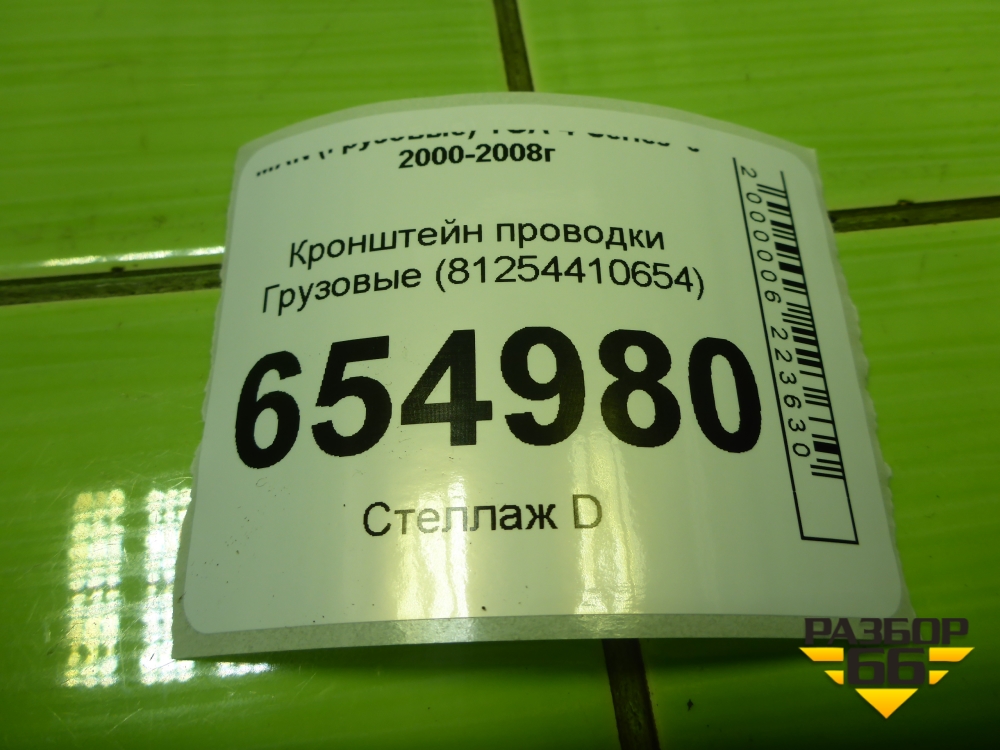 2000-2008г
Кронштейн проводки
Грузовые (81254410654)
654980
Стеллаж D
2000006223630
РАЗБОР
66